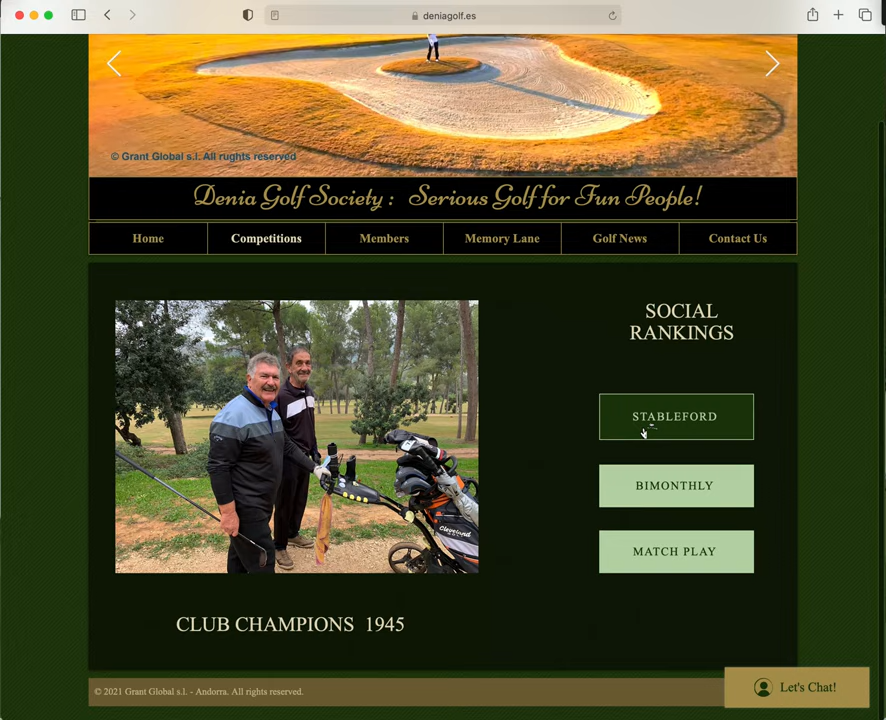 deniagolf.es
© Grant Global s.l. All rughts reserved
Denia Golf Society : Serious Golf for Fun People!
Home Competitions Members Memory Lane Golf News Contact Us
SOCIAL
RANKINGS
STABLEFORD
BIMONTHLY
MATCH PLAY
Cleveland
CLUB CHAMPIONS 1945
© 2021 Grant Global s.l. - Andorra. All rights reserved.
Let's Chat!